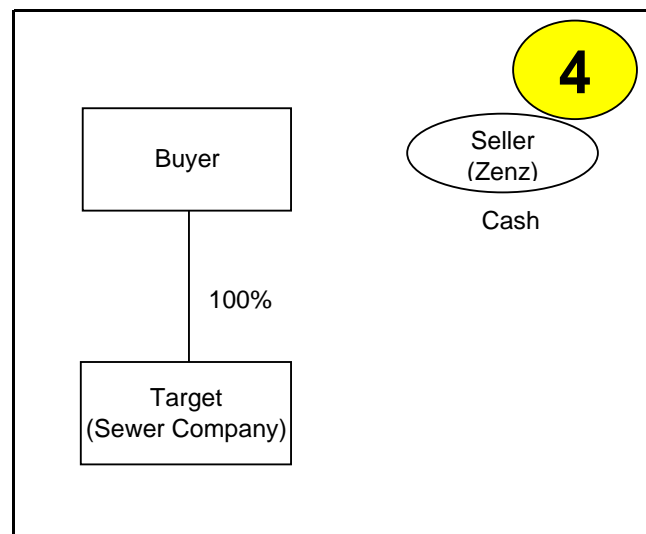 4
Buyer
Seller
(Zenz)
Cash
100%
Target
(Sewer Company)